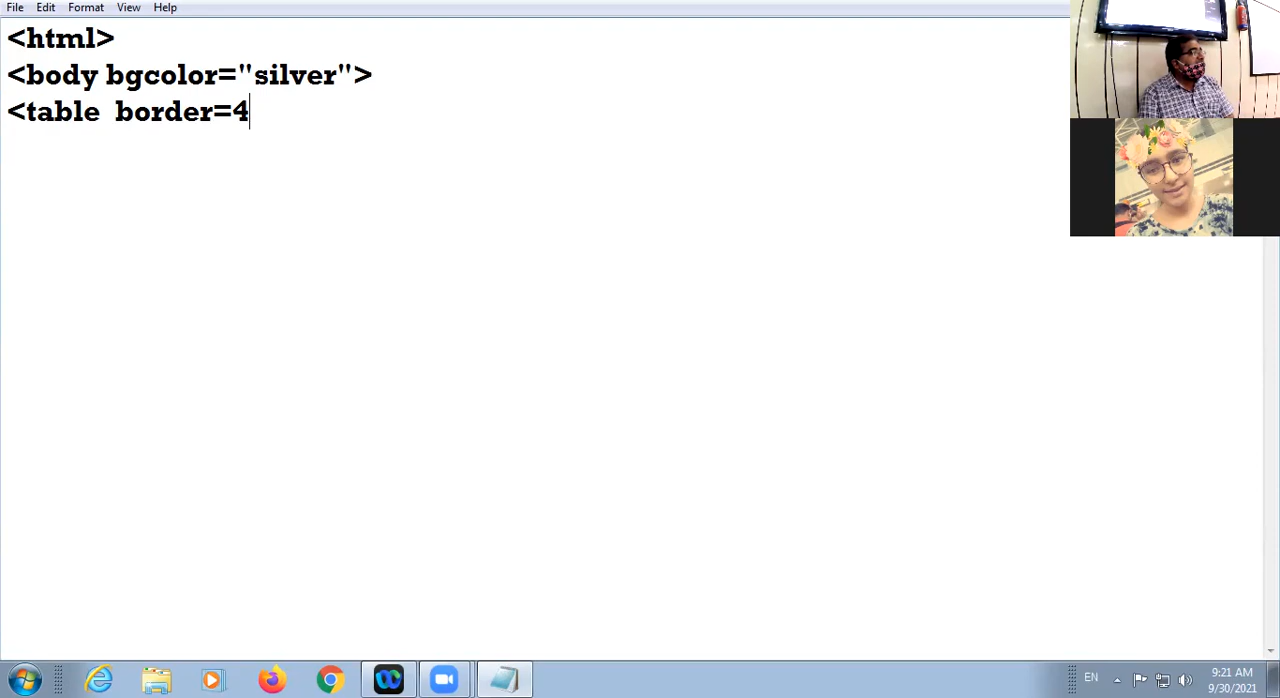 File Edit Format View Help
<html>
<body bgcolor="silver">
<table  border=4
EN
9:21 AM
9/30/2021